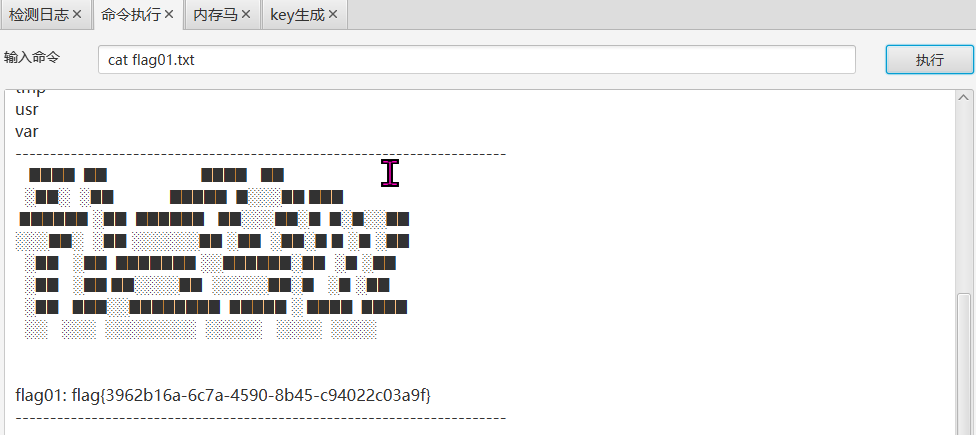 检测日志 命令执行 内存马 key生成
输入命令 cat flag01.txt 执行
tmp
usr
var
flag01: flag{3962b16a-6c7a-4590-8b45-c94022c03a9f}